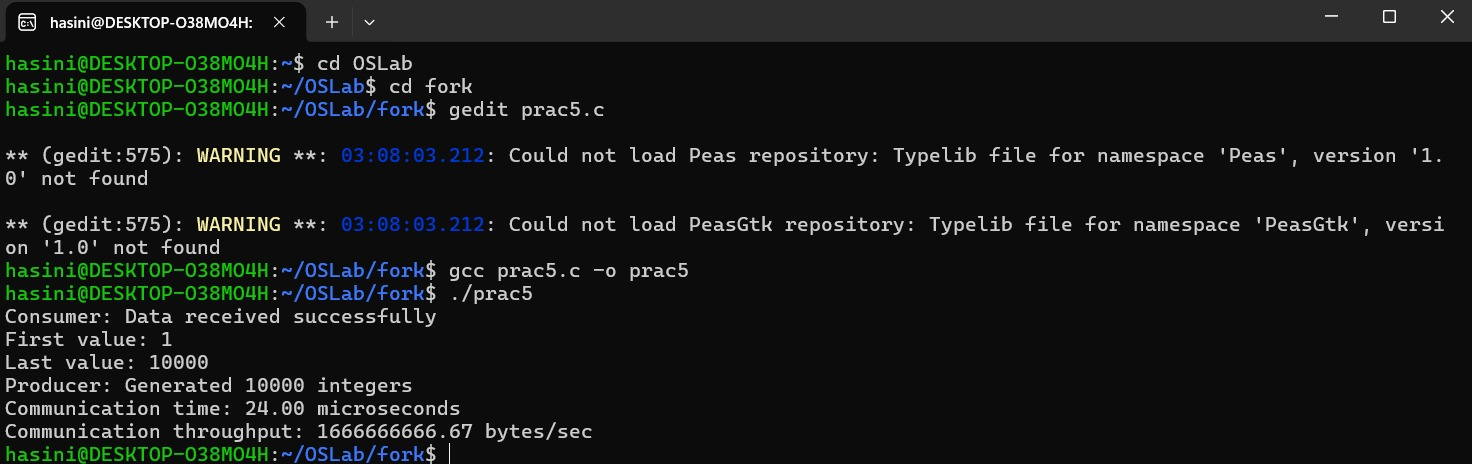 hasini@DESKTOP-O38MO4H:
hasini@DESKTOP-O38MO4H:~$ cd OSLab
hasini@DESKTOP-O38MO4H:~/OSLab$ cd fork
hasini@DESKTOP-O38MO4H:~/OSLab/fork$ gedit prac5.c
** (gedit:575): WARNING **: 03:08:03.212: Could not load Peas repository: Typelib file for namespace 'Peas', version '1.
0' not found
** (gedit:575): WARNING **: 03:08:03.212: Could not load PeasGtk repository: Typelib file for namespace 'PeasGtk', versi
on '1.0' not found
hasini@DESKTOP-O38MO4H:~/OSLab/fork$ gcc prac5.c -o prac5
hasini@DESKTOP-O38MO4H:~/OSLab/fork$ ./prac5
Consumer: Data received successfully
First value: 1
Last value: 10000
Producer: Generated 10000 integers
Communication time: 24.00 microseconds
Communication throughput: 1666666666.67 bytes/sec
hasini@DESKTOP-O38MO4H:~/OSLab/fork$